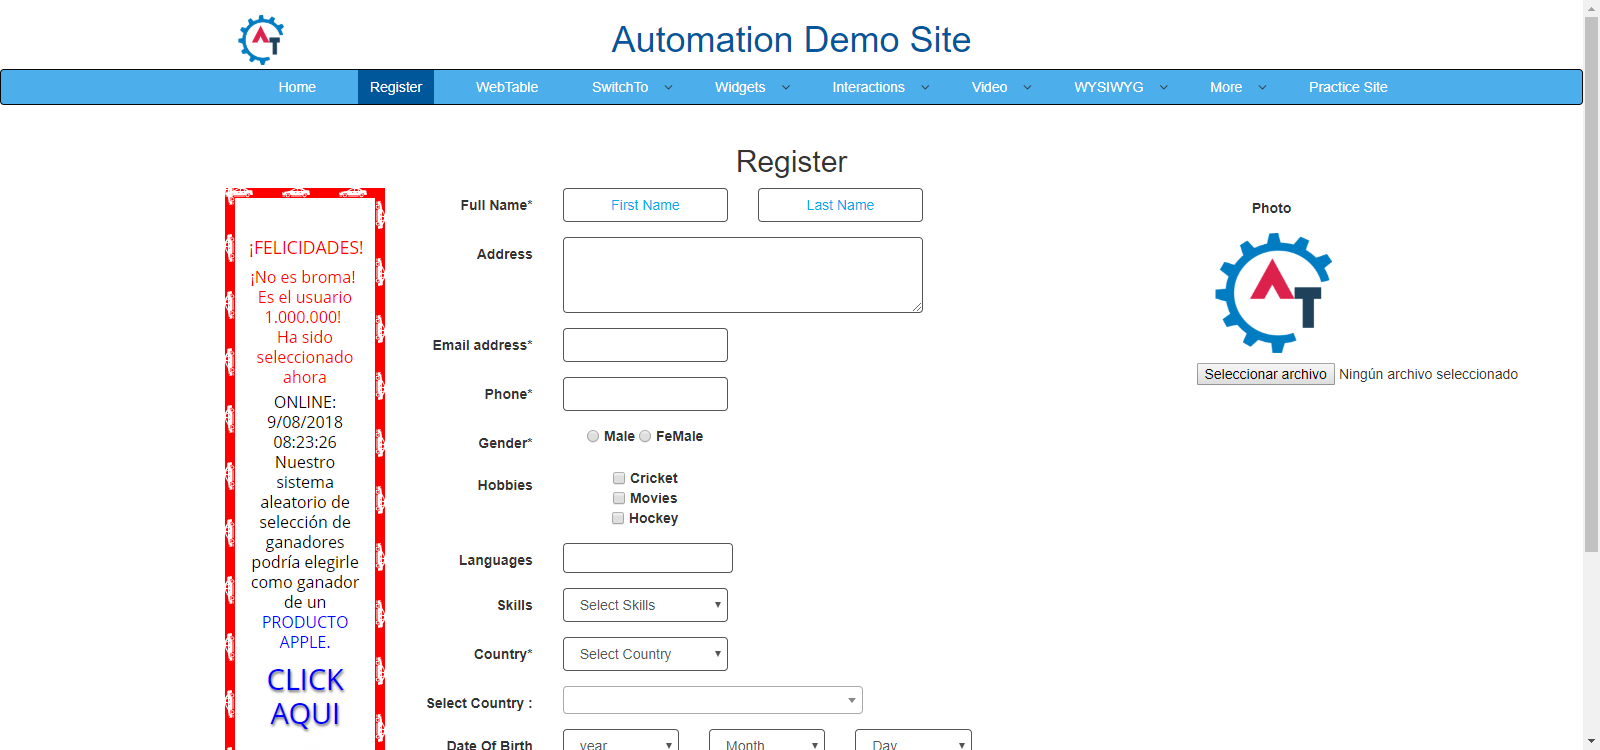 AT
Automation Demo Site
Home Register WebTable SwitchTo Widgets Interactions Video WYSIWYG More Practice Site
Register
¡FELICIDADES!
¡No es broma!
Es el usuario
1.000.000!
Ha sido
seleccionado
ahora
ONLINE:
9/08/2018
08:23:26
Nuestro
sistema
aleatorio de
selección de
ganadores
podría elegirle
como ganador
de un
PRODUCTO
APPLE.
CLICK
AQUI
Full Name* First Name Last Name
Address
Email address*
Phone*
Gender* Male FeMale
Hobbies Cricket
Movies
Hockey
Languages
Skills Select Skills
Country* Select Country
Select Country :
Date Of Birth year Month Day
Photo
AT
Seleccionar archivo Ningún archivo seleccionado